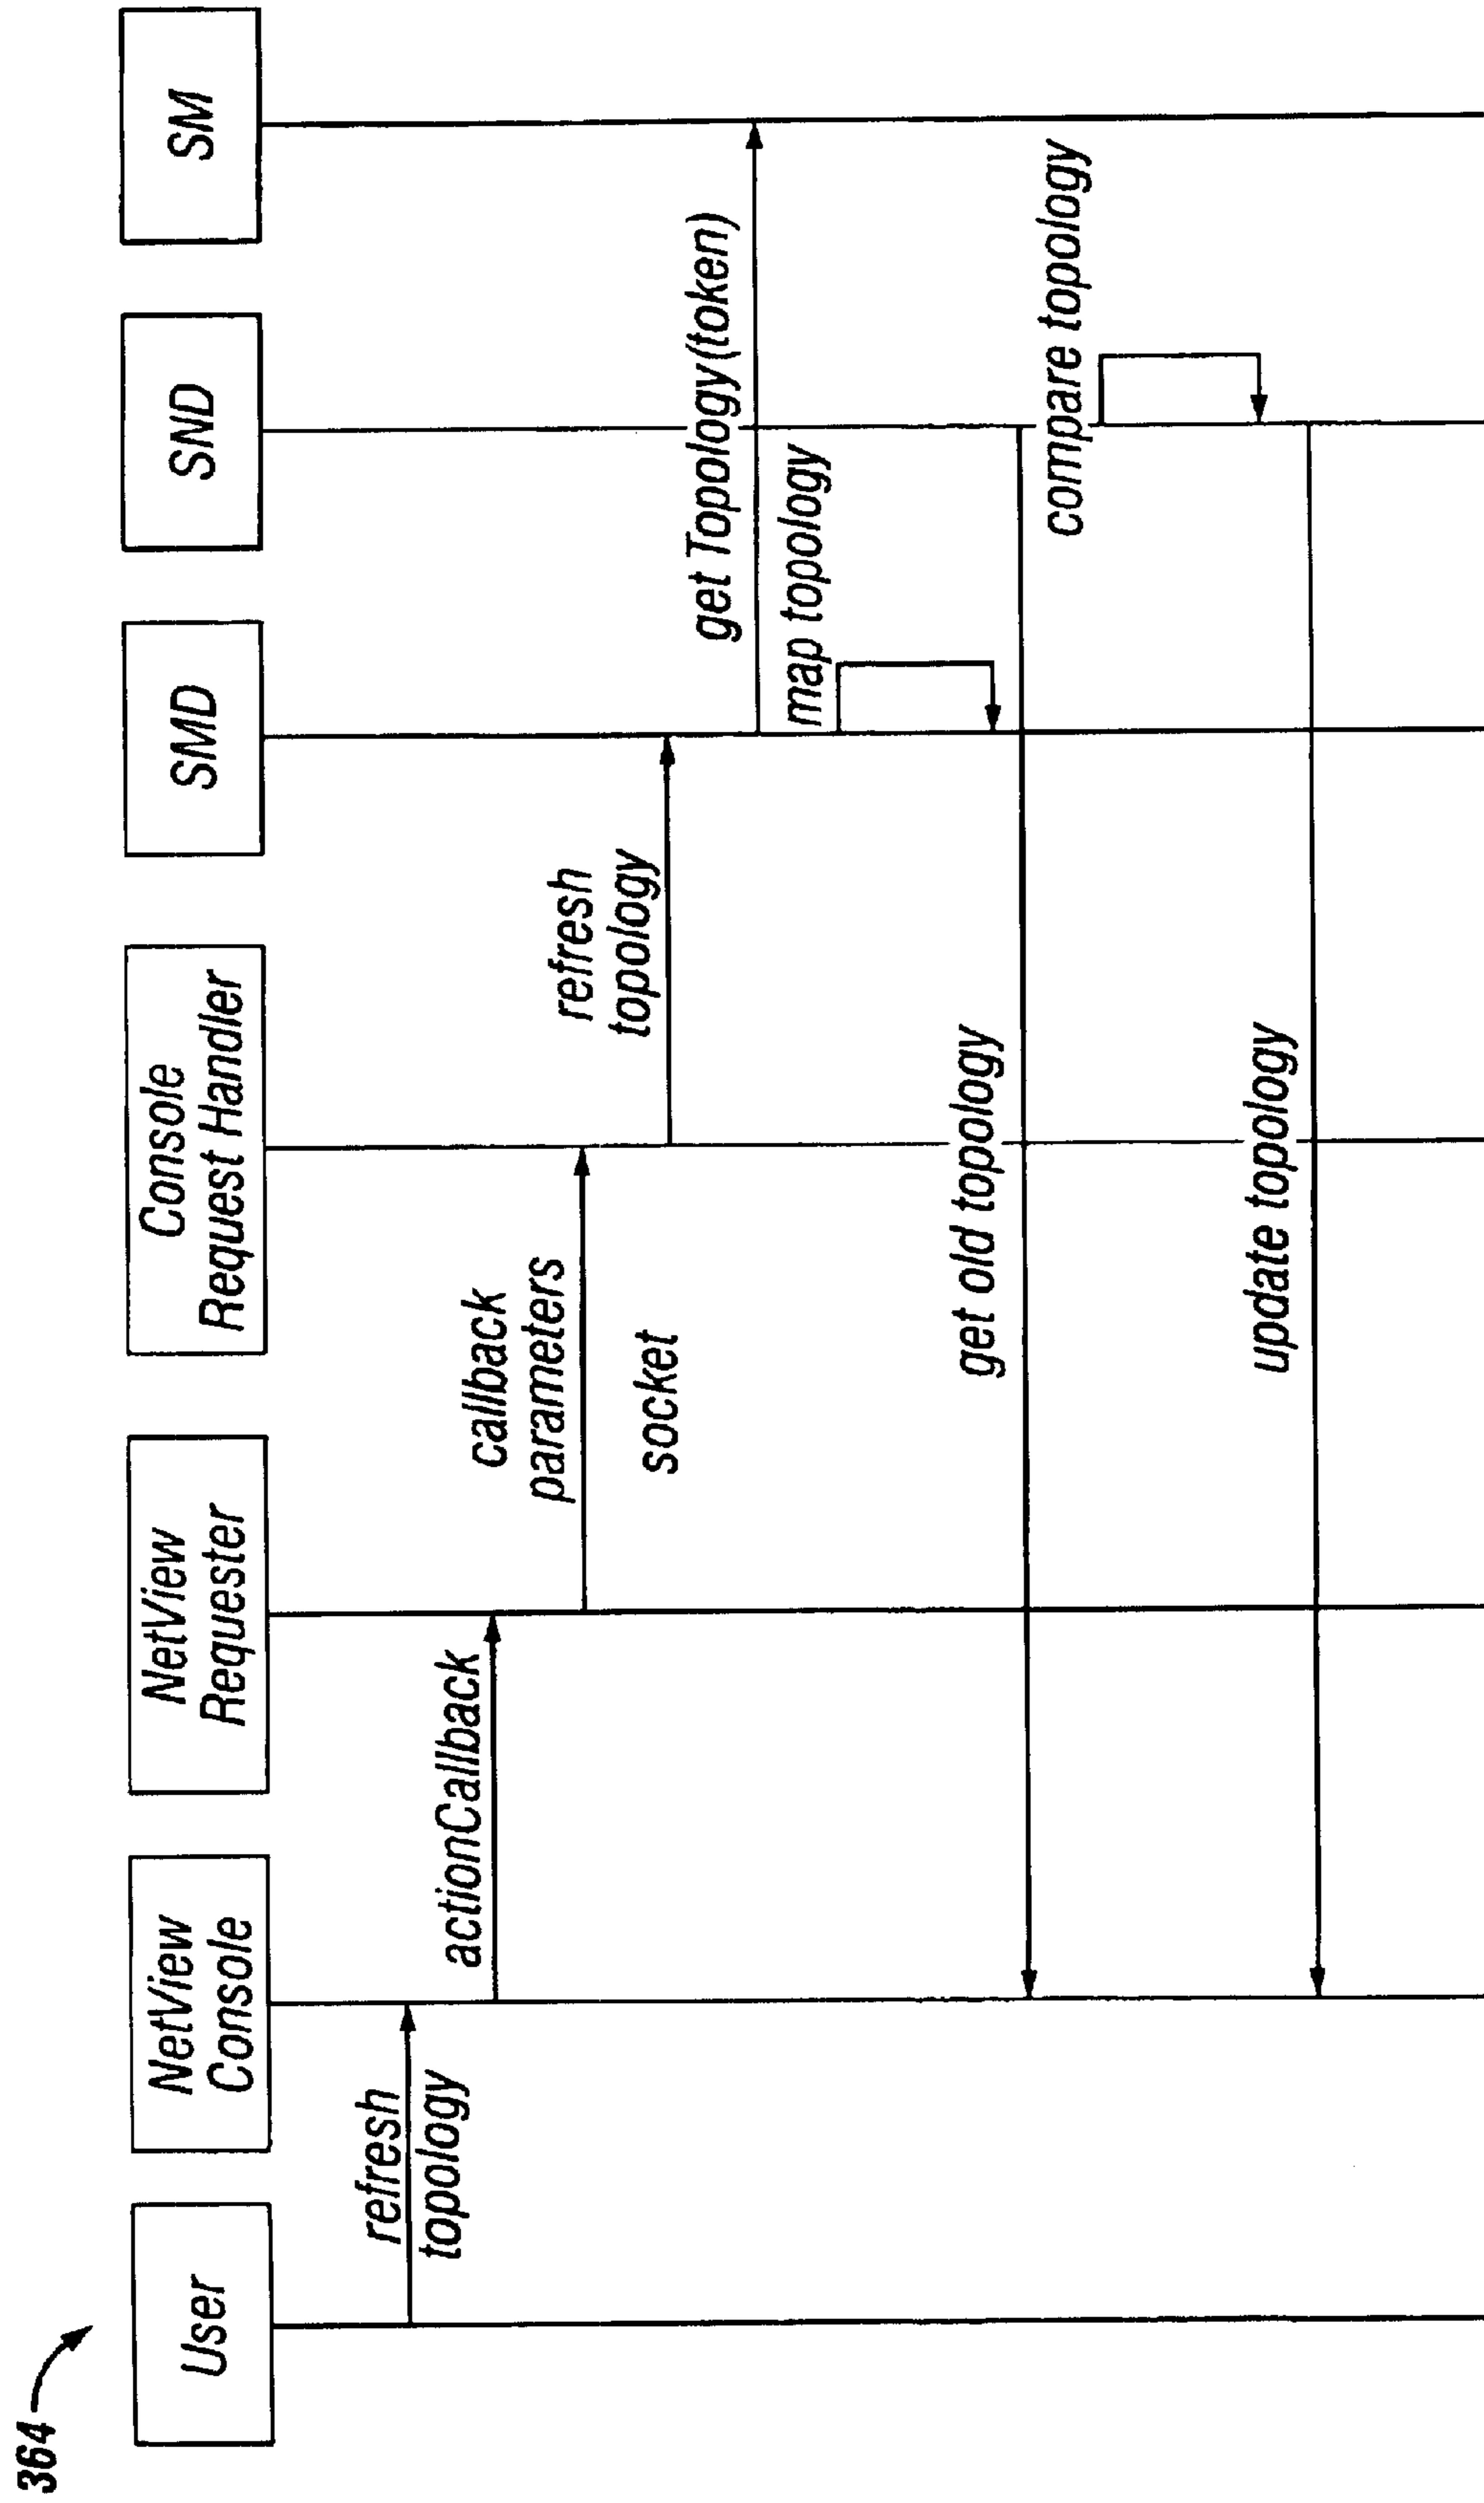 364
User
NetView
Console
NetView
Requester
Console
Request Handler
SMD
SND
SM
refresh
topology
actionCallback
callback
parameters
socket
refresh
topology
get Topology(token)
map topology
get old topology
compare topology
update topology